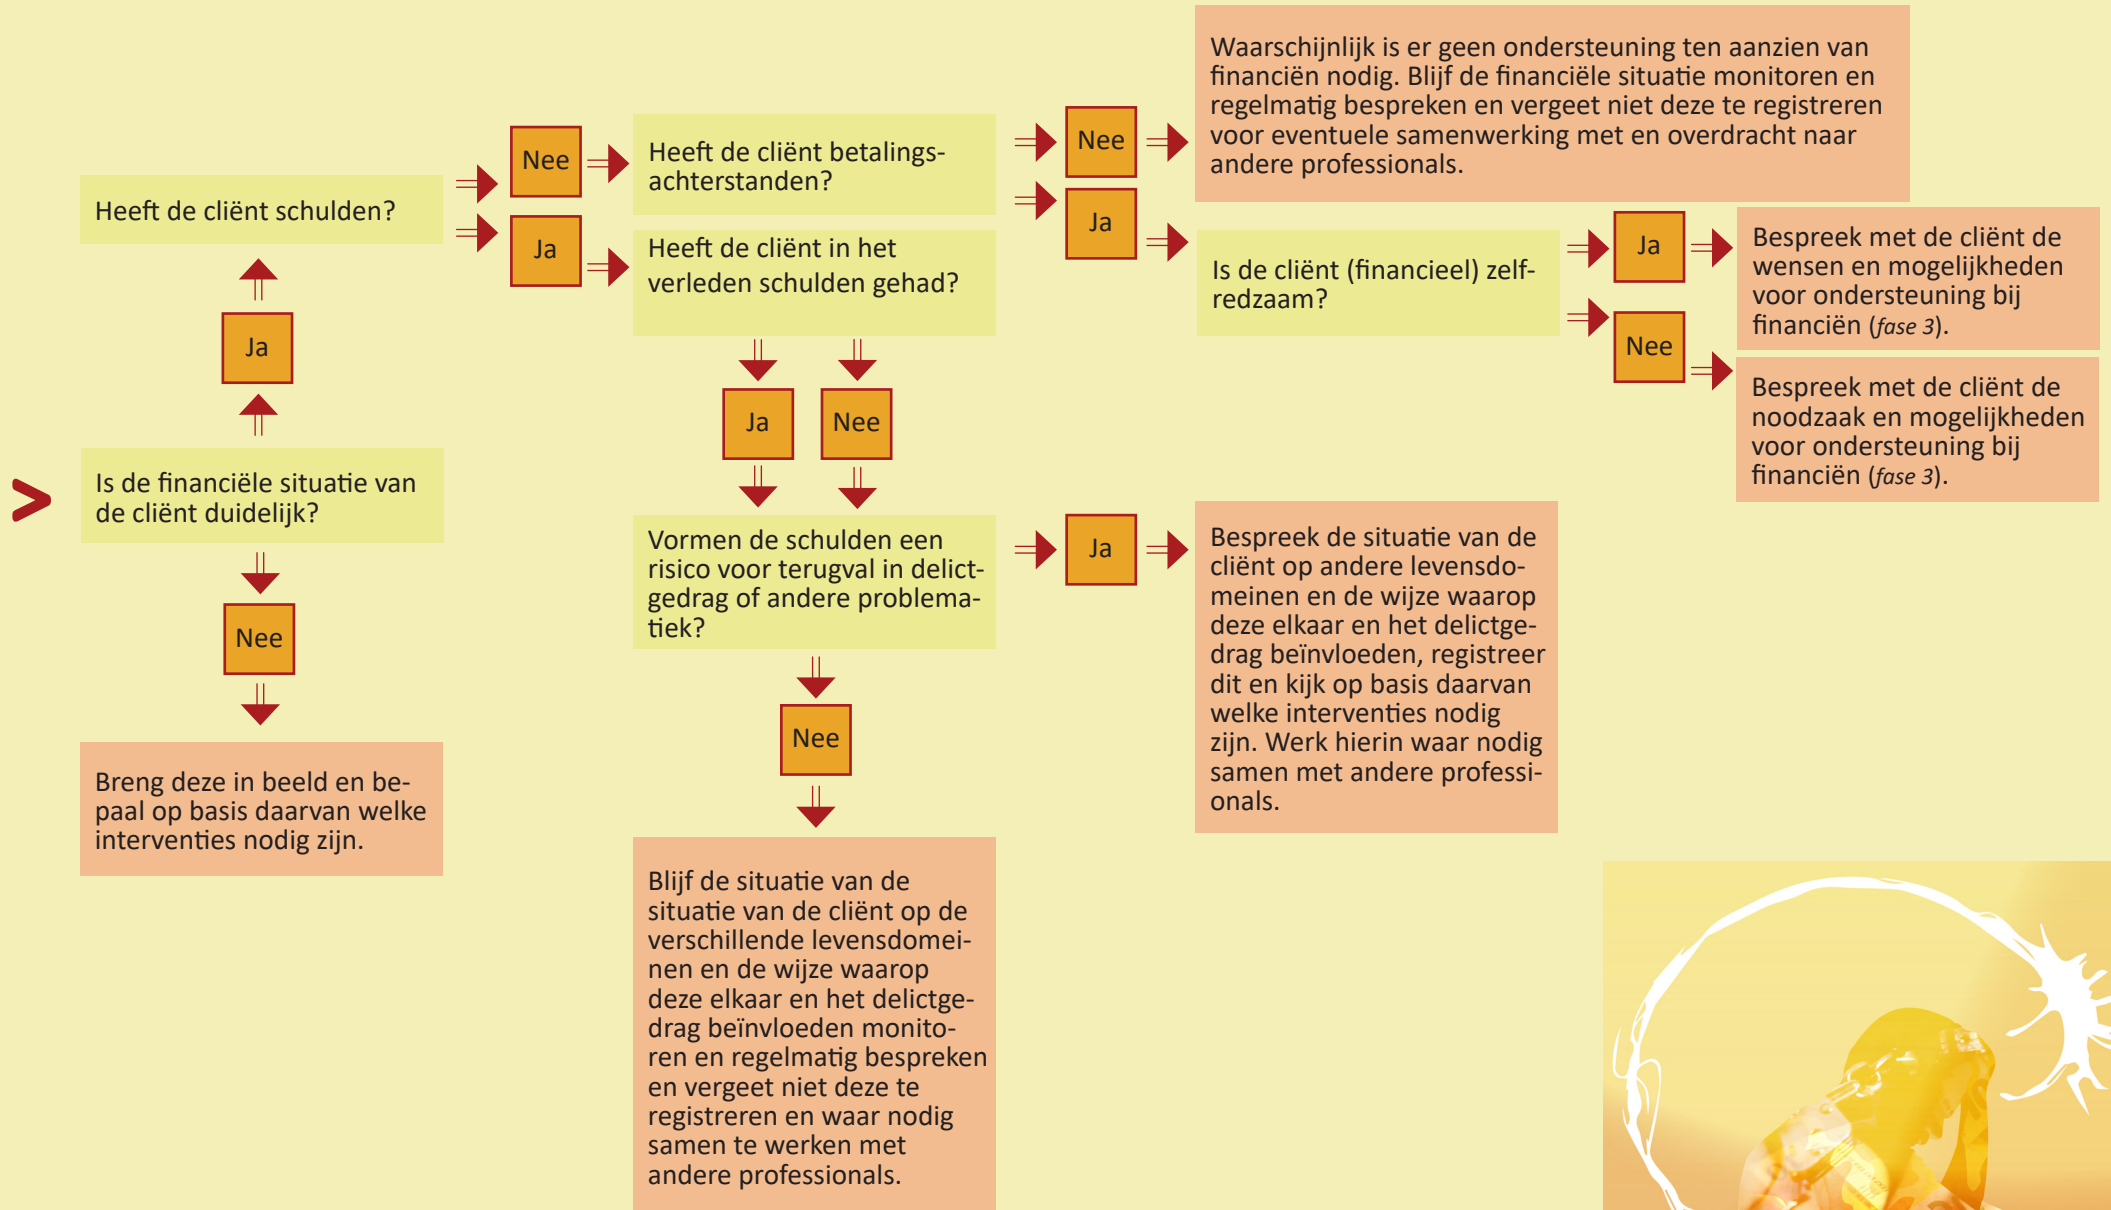 >
Is de financiële situatie van
de cliënt duidelijk?
Ja
Heeft de cliënt schulden?
Nee
Breng deze in beeld en be-
paal op basis daarvan welke
interventies nodig zijn.
Nee
Ja
Heeft de cliënt betalings-
achterstanden?
Heeft de cliënt in het
verleden schulden gehad?
Ja
Nee
Vormen de schulden een
risico voor terugval in delict-
gedrag of andere problema-
tiek?
Nee
Blijf de situatie van de
situatie van de cliënt op de
verschillende levensdomei-
nen en de wijze waarop
deze elkaar en het delictge-
drag beïnvloeden monito-
ren en regelmatig bespreken
en vergeet niet deze te
registreren en waar nodig
samen te werken met
andere professionals.
Nee
Ja
Waarschijnlijk is er geen ondersteuning ten aanzien van
financiën nodig. Blijf de financiële situatie monitoren en
regelmatig bespreken en vergeet niet deze te registreren
voor eventuele samenwerking met en overdracht naar
andere professionals.
Is de cliënt (financieel) zelf-
redzaam?
Ja
Nee
Bespreek met de cliënt de
wensen en mogelijkheden
voor ondersteuning bij
financiën (fase 3).
Bespreek met de cliënt de
noodzaak en mogelijkheden
voor ondersteuning bij
financiën (fase 3).
Ja
Bespreek de situatie van de
cliënt op andere levensdo-
meinen en de wijze waarop
deze elkaar en het delictge-
drag beïnvloeden, registreer
dit en kijk op basis daarvan
welke interventies nodig
zijn. Werk hierin waar nodig
samen met andere professi-
onals.